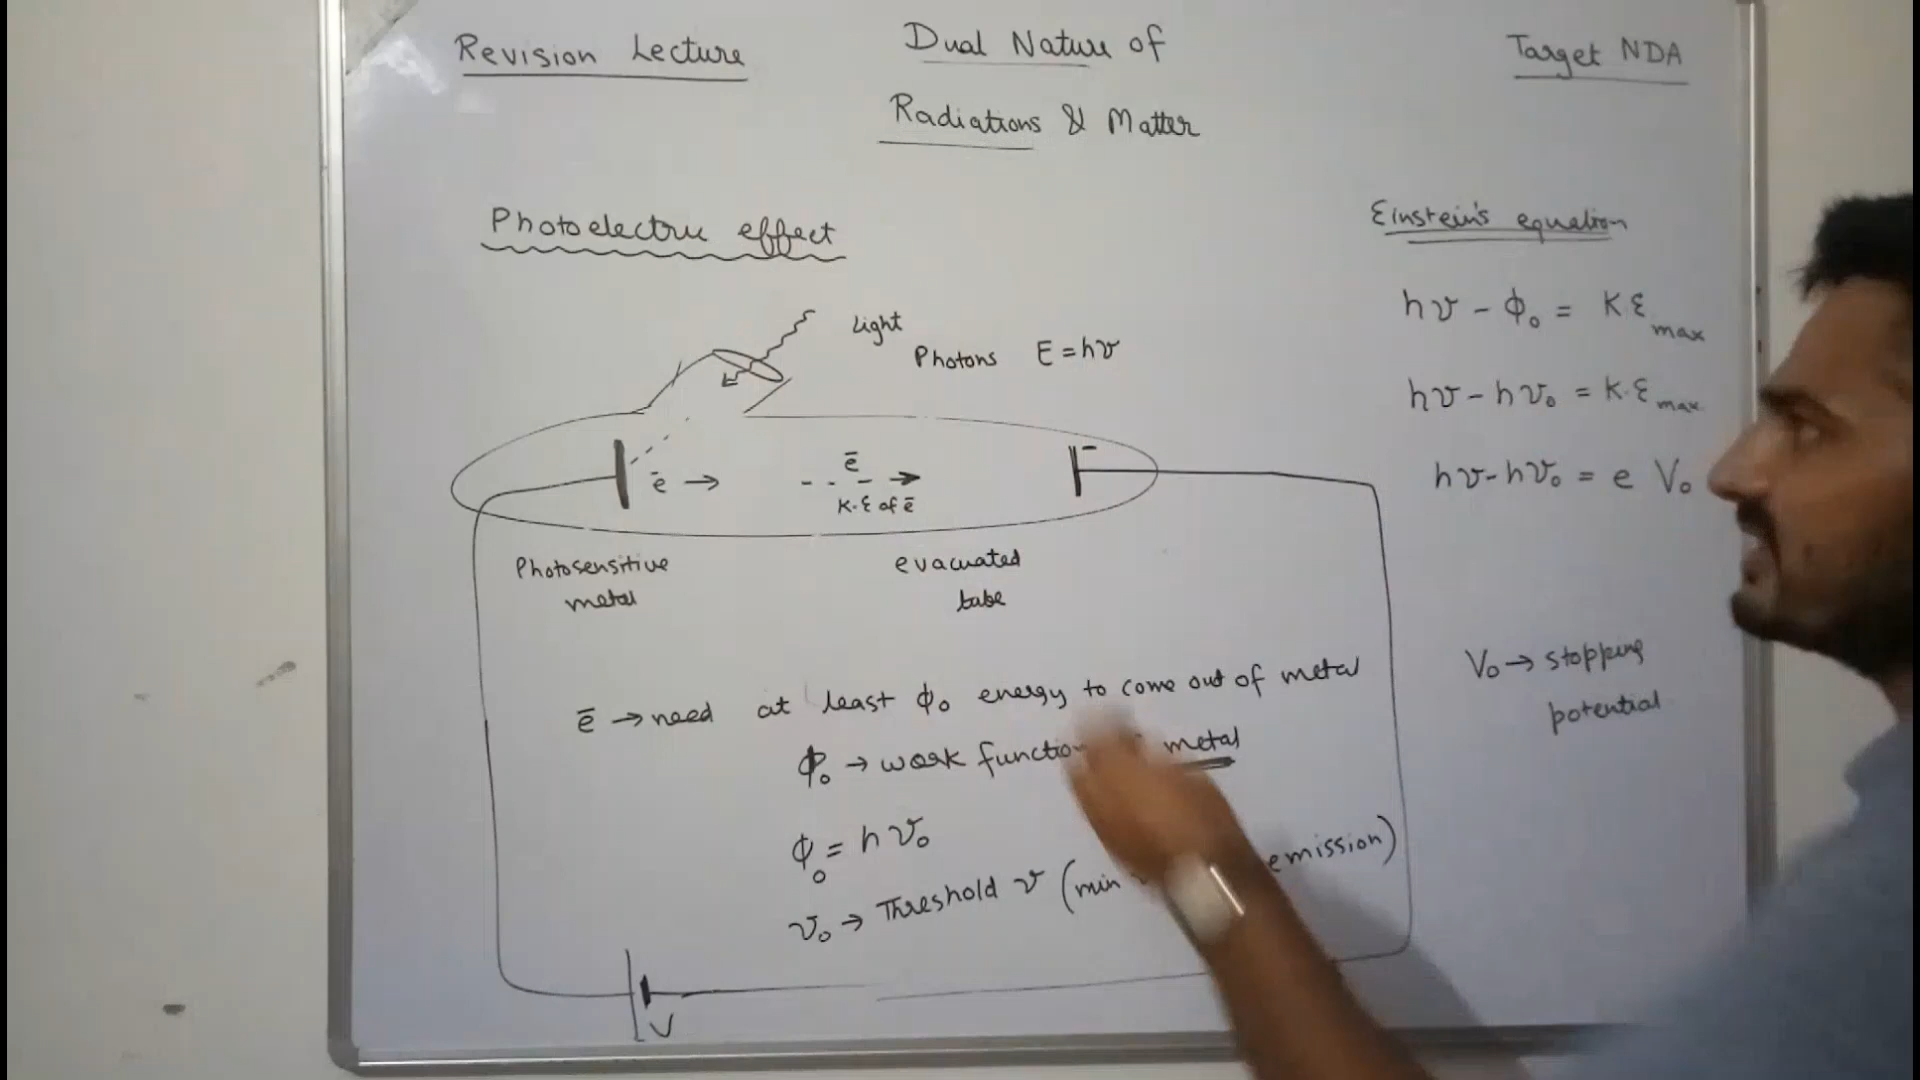 Revision Lecture
Dual Nature of
Radiations & Matter
Target NDA
Photoelectric effect
Light
Photons E = hν
ē →
ē
K.E of ē
-
Photosensitive
metal
evacuated
tube
ē → need at least ϕ₀ energy to come out of metal
ϕ₀ → work function metal
ϕ₀ = hν₀
ν₀ → Threshold ν (min emission)
V
Einstein's equation
hν - ϕ₀ = K E max
hν - hν₀ = K.E max
hν - hν₀ = e V₀
V₀ → stopping
potential